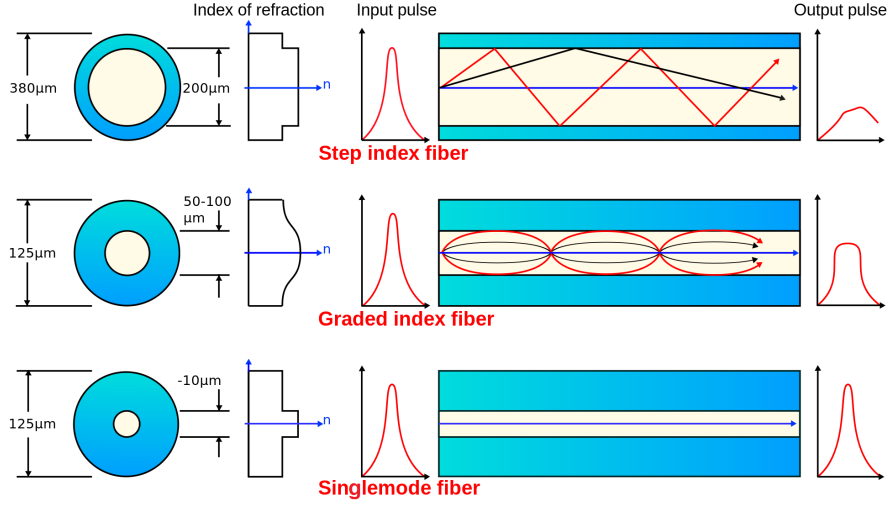 Index of refraction
Input pulse
Output pulse
380µm
200µm
n
Step index fiber
125µm
50-100
µm
n
Graded index fiber
125µm
-10µm
n
Singlemode fiber